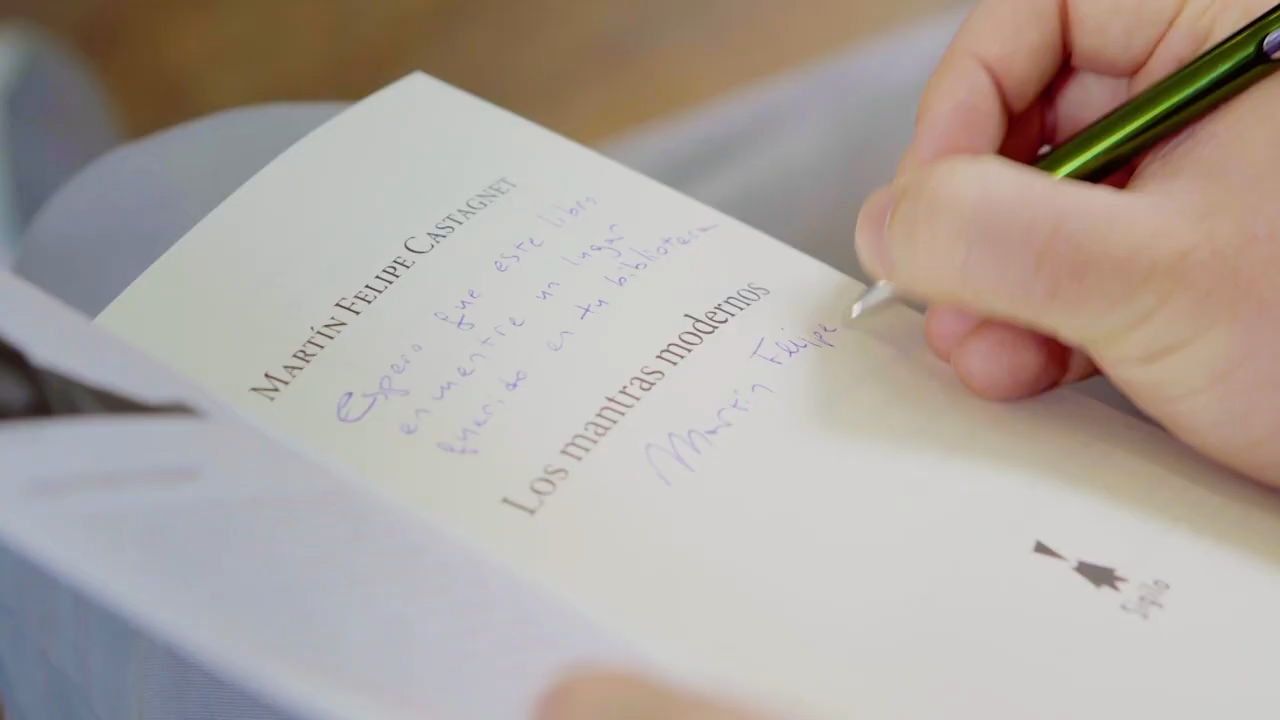 MARTÍN FELIPE CASTAGNET
Espero que este libro
encuentre un lugar
querido en tu biblioteca
Los mantras modernos
Martín Felipe
Sigilo